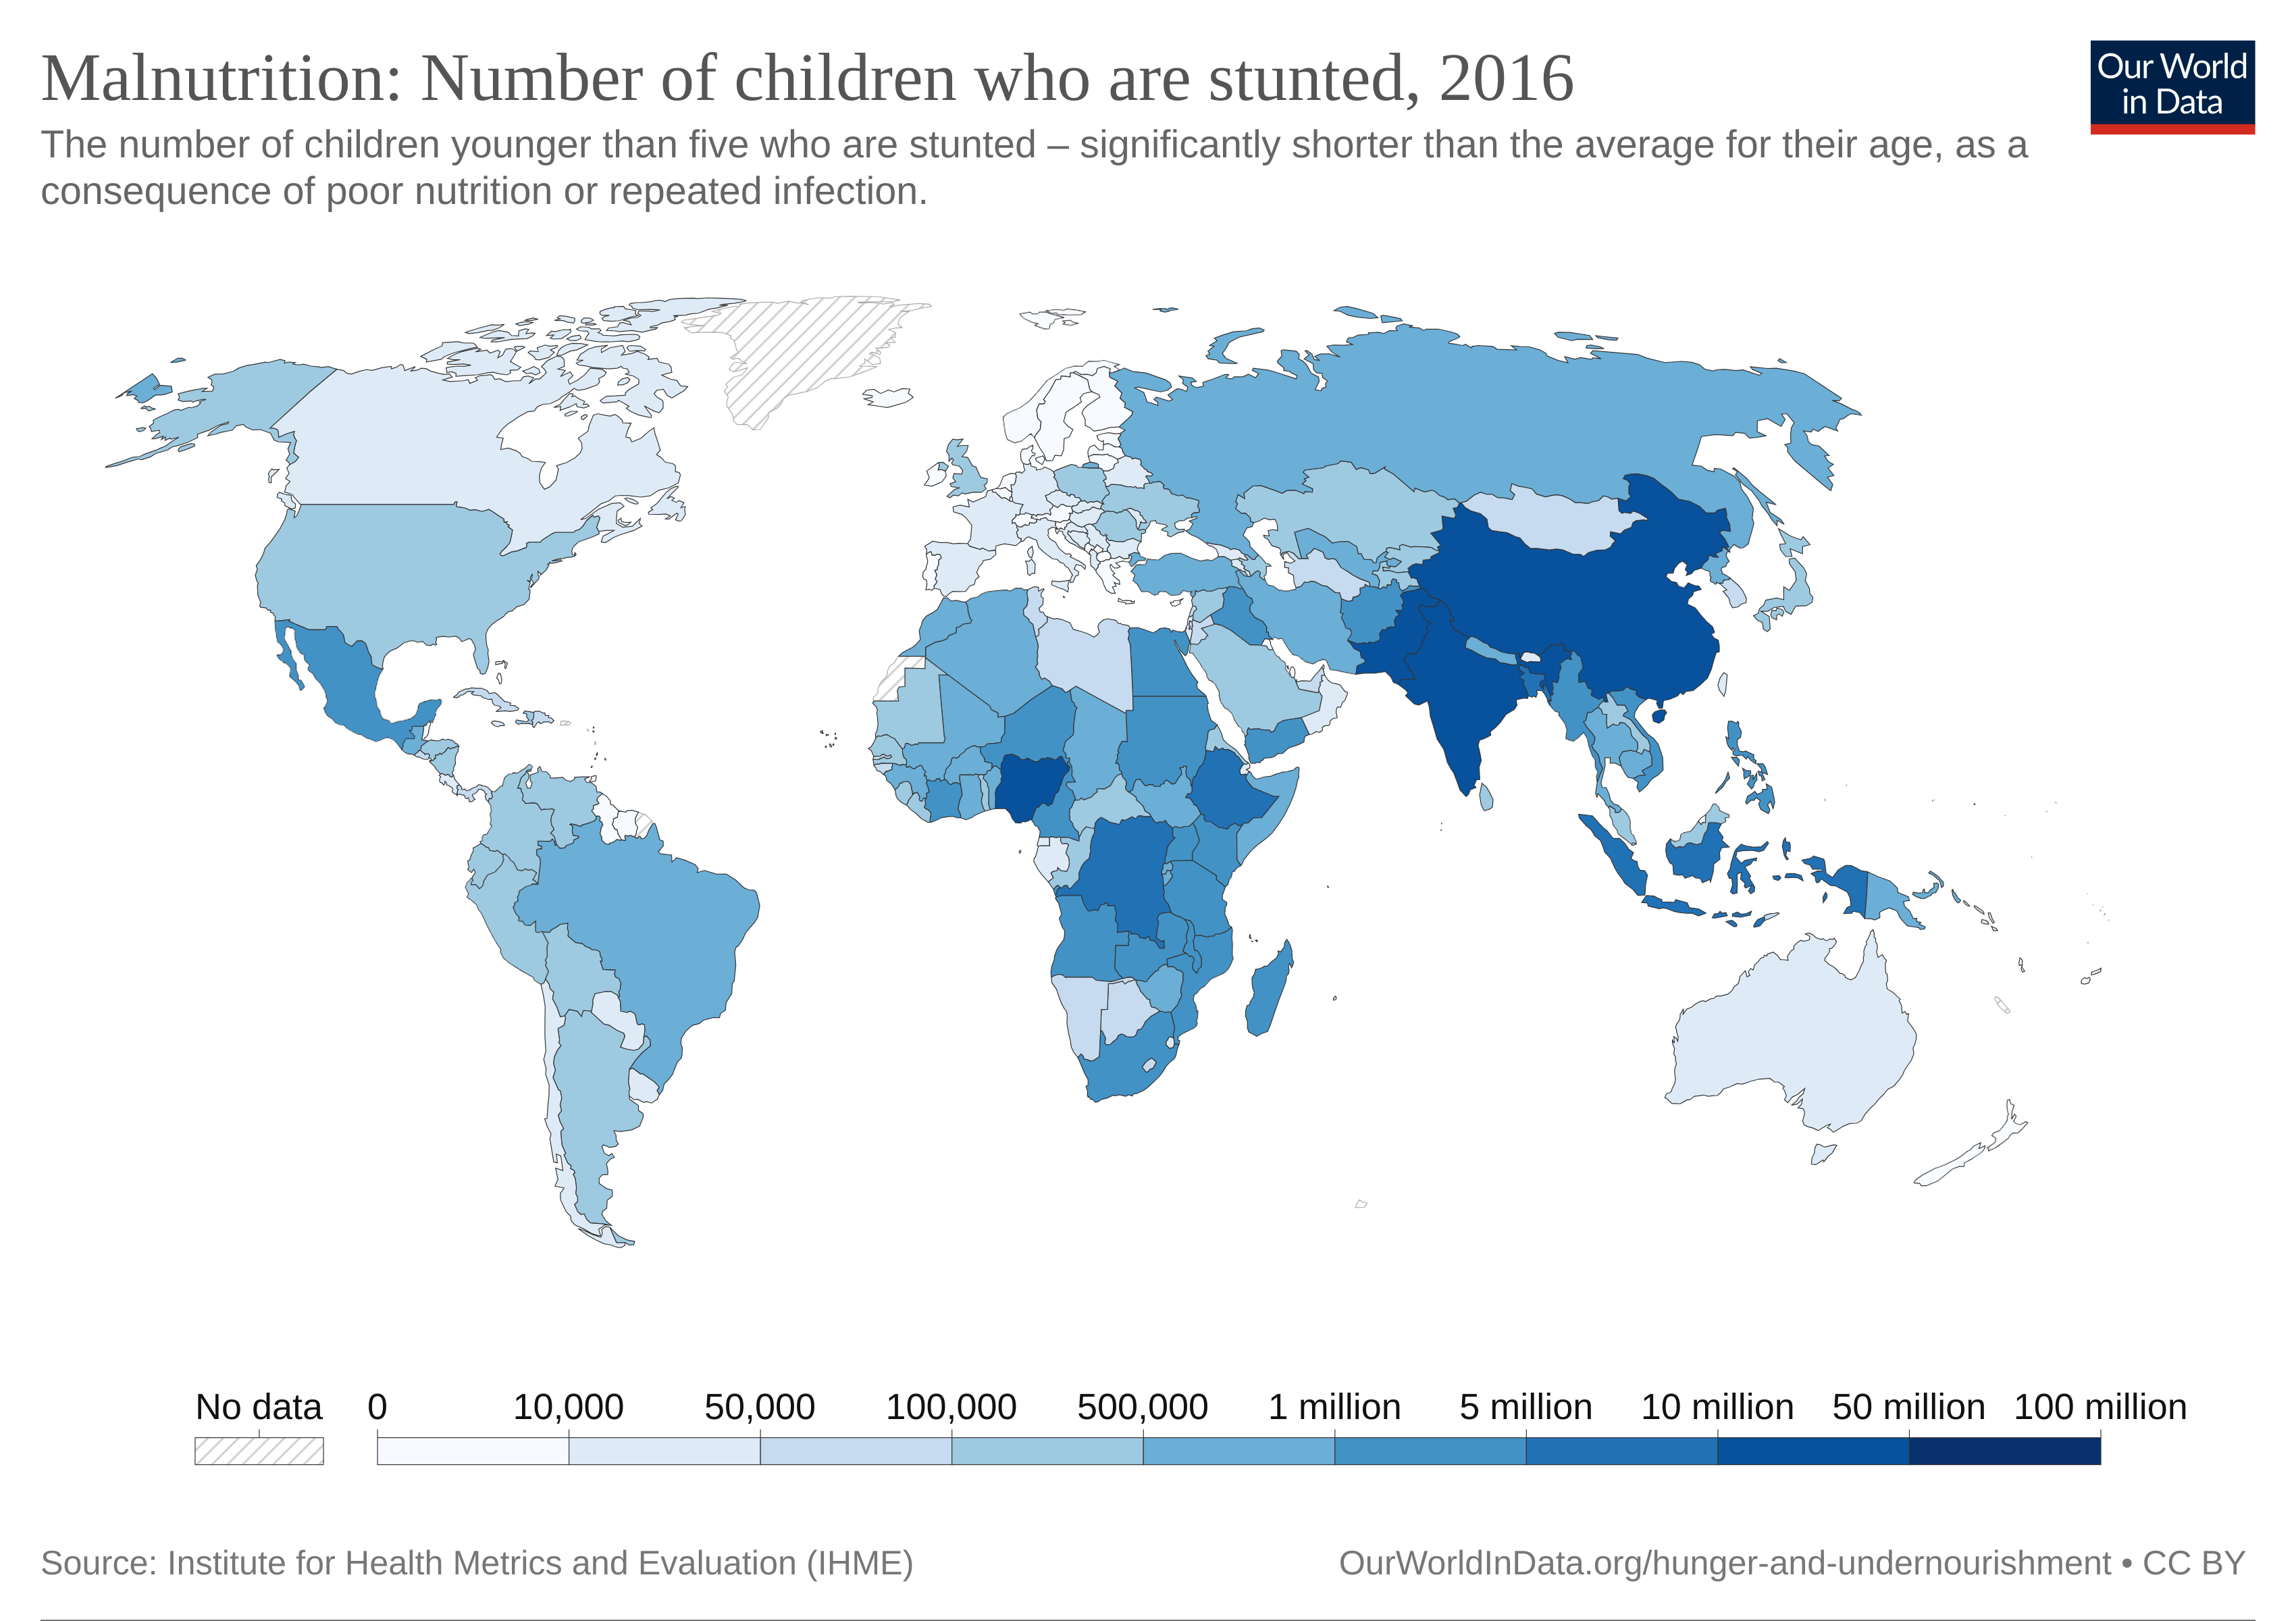 Malnutrition: Number of children who are stunted, 2016
Our World
in Data
The number of children younger than five who are stunted – significantly shorter than the average for their age, as a
consequence of poor nutrition or repeated infection.
No data 0 10,000 50,000 100,000 500,000 1 million 5 million 10 million 50 million 100 million
Source: Institute for Health Metrics and Evaluation (IHME) OurWorldInData.org/hunger-and-undernourishment • CC BY